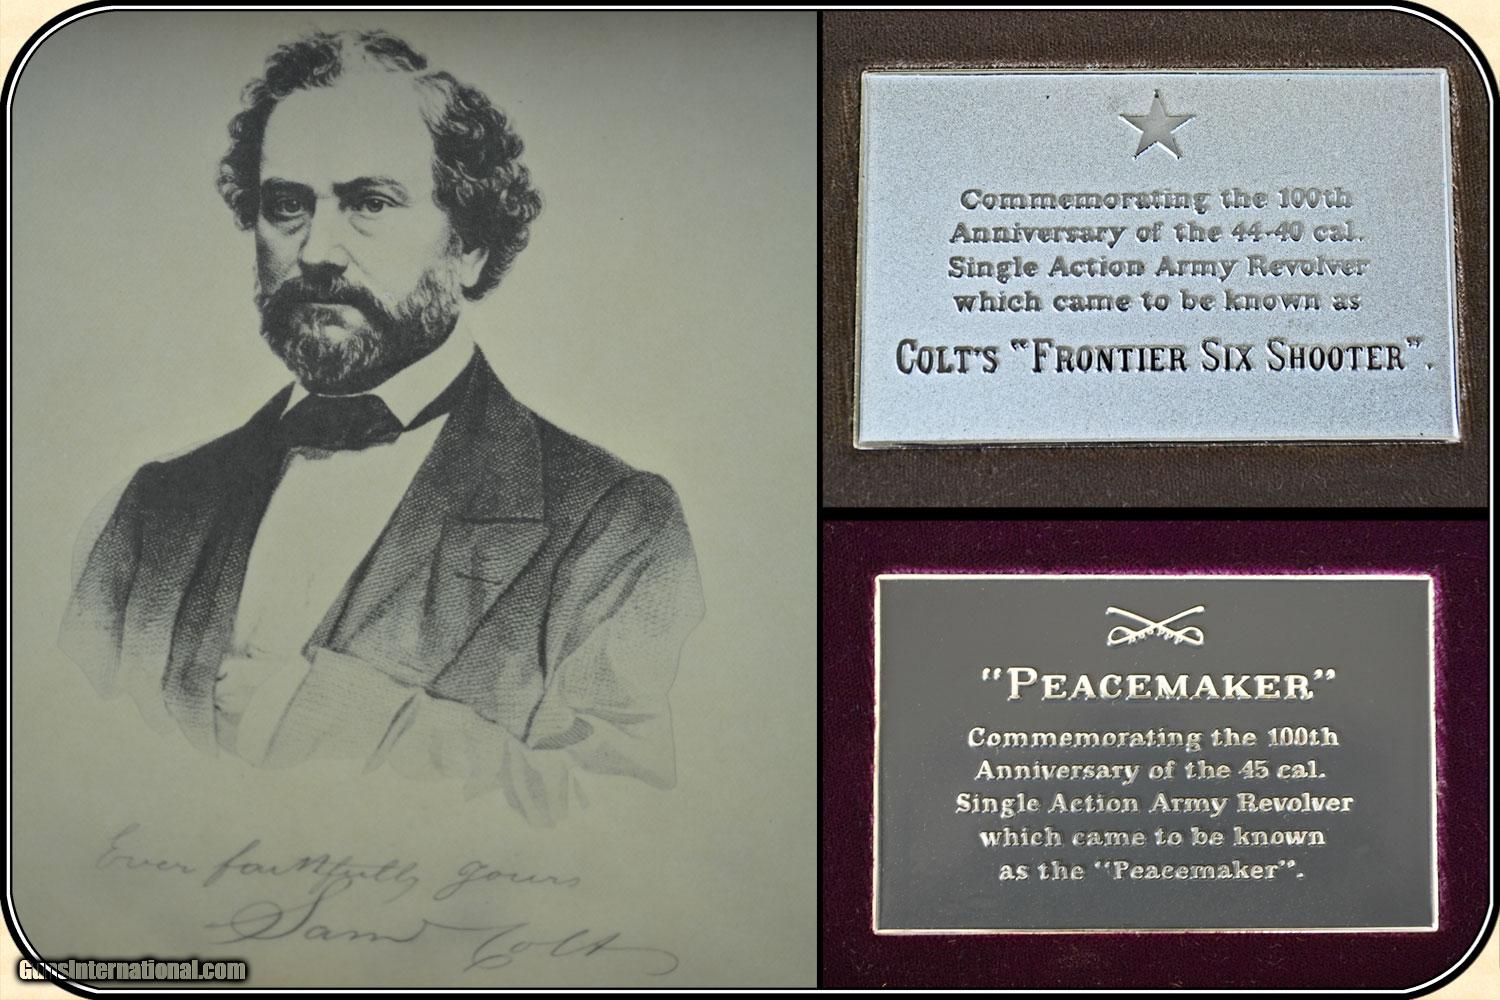 Ever faithfully yours
Saml Colt
GunsInternational.com
Commemorating the 100th
Anniversary of the 44-40 cal.
Single Action Army Revolver
which came to be known as
COLT'S "FRONTIER SIX SHOOTER".
"PEACEMAKER"
Commemorating the 100th
Anniversary of the 45 cal.
Single Action Army Revolver
which came to be known
as the "Peacemaker".